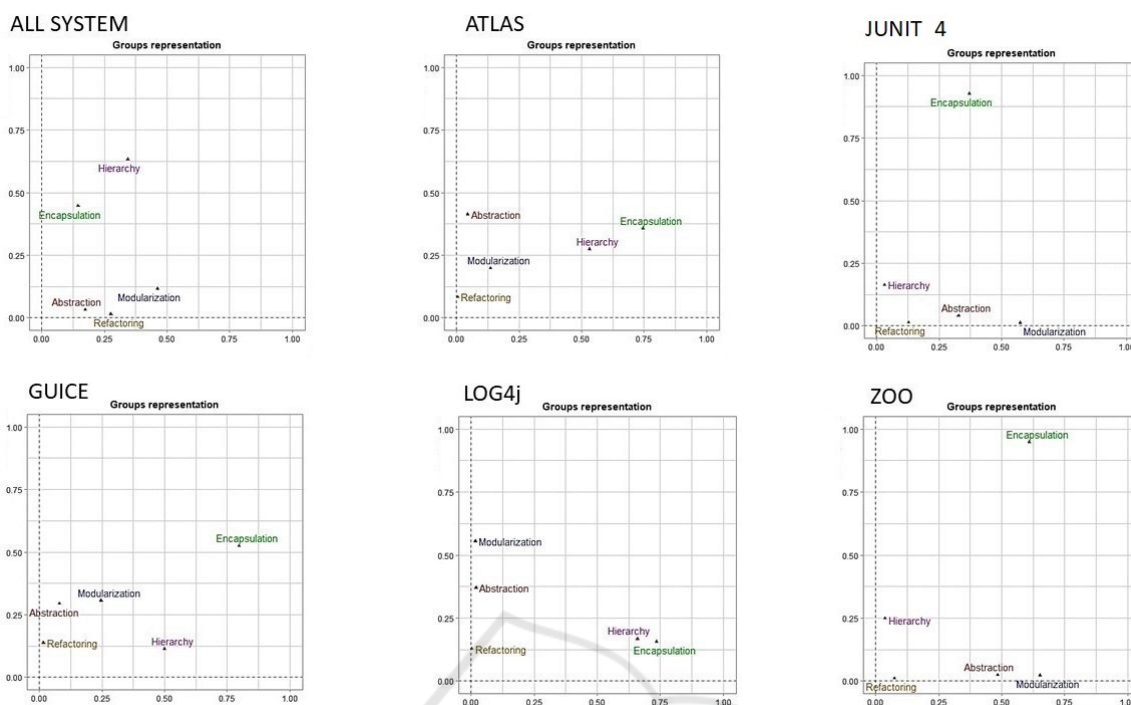 ALL SYSTEM
Groups representation
1.00
0.75
Hierarchy
0.50
Encapsulation
0.25
Abstraction
Modularization
0.00
Refactoring
0.00 0.25 0.50 0.75 1.00
ATLAS
Groups representation
1.00
0.75
0.50
Abstraction
Encapsulation
Hierarchy
0.25
Modularization
Refactoring
0.00
0.00 0.25 0.50 0.75 1.00
JUNIT 4
Groups representation
1.00
Encapsulation
0.75
0.50
0.25
Hierarchy
Abstraction
0.00
Refactoring
Modularization
0.00 0.25 0.50 0.75 1.00
GUICE
Groups representation
1.00
0.75
Encapsulation
0.50
Modularization
0.25
Abstraction
Refactoring
Hierarchy
0.00
0.00 0.25 0.50 0.75 1.00
LOG4j
Groups representation
1.00
0.75
Modularization
0.50
Abstraction
0.25
Hierarchy
Refactoring
Encapsulation
0.00
0.00 0.25 0.50 0.75 1.00
ZOO
Groups representation
1.00
Encapsulation
0.75
0.50
0.25
Hierarchy
Abstraction
0.00
Refactoring
Modularization
0.00 0.25 0.50 0.75 1.00